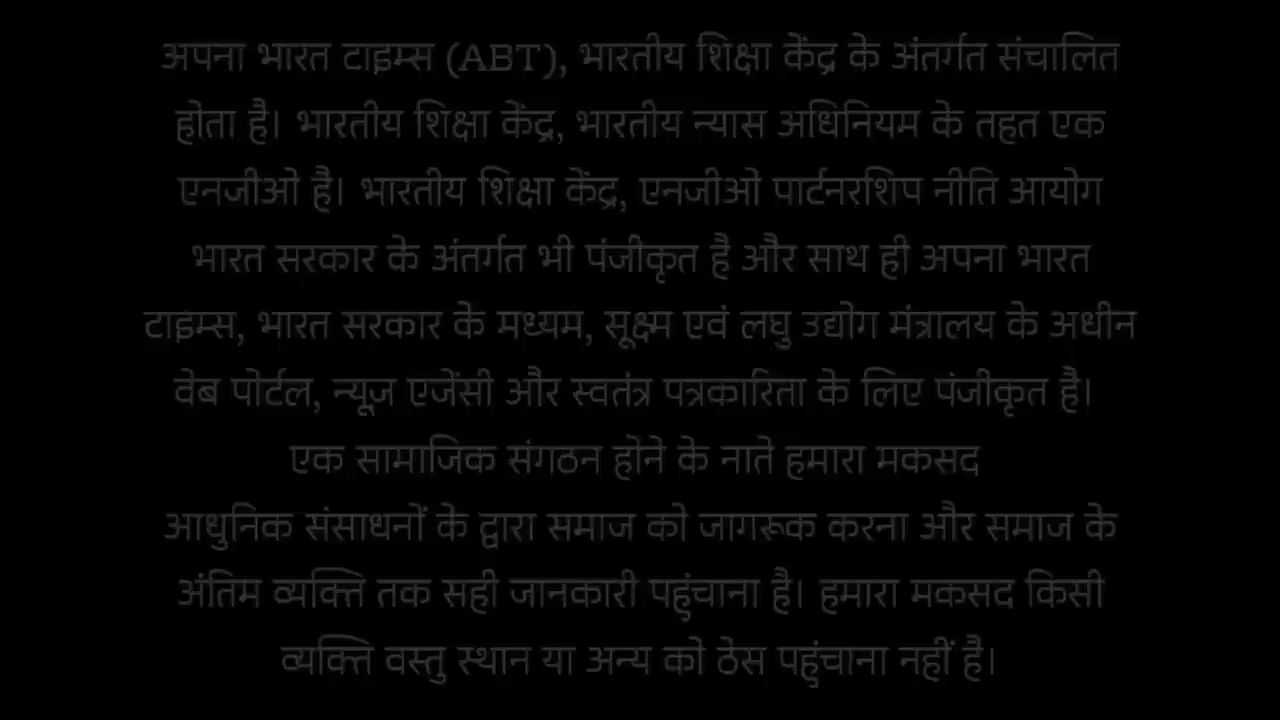 अपना भारत टाइम्स (ABT), भारतीय शिक्षा केंद्र के अंतर्गत संचालित
होता है। भारतीय शिक्षा केंद्र, भारतीय न्यास अधिनियम के तहत एक
एनजीओ है। भारतीय शिक्षा केंद्र, एनजीओ पार्टनरशिप नीति आयोग
भारत सरकार के अंतर्गत भी पंजीकृत है और साथ ही अपना भारत
टाइम्स, भारत सरकार के मध्यम, सूक्ष्म एवं लघु उद्योग मंत्रालय के अधीन
वेब पोर्टल, न्यूज़ एजेंसी और स्वतंत्र पत्रकारिता के लिए पंजीकृत है।
एक सामाजिक संगठन होने के नाते हमारा मकसद
आधुनिक संसाधनों के द्वारा समाज को जागरूक करना और समाज के
अंतिम व्यक्ति तक सही जानकारी पहुंचाना है। हमारा मकसद किसी
व्यक्ति वस्तु स्थान या अन्य को ठेस पहुंचाना नहीं है।